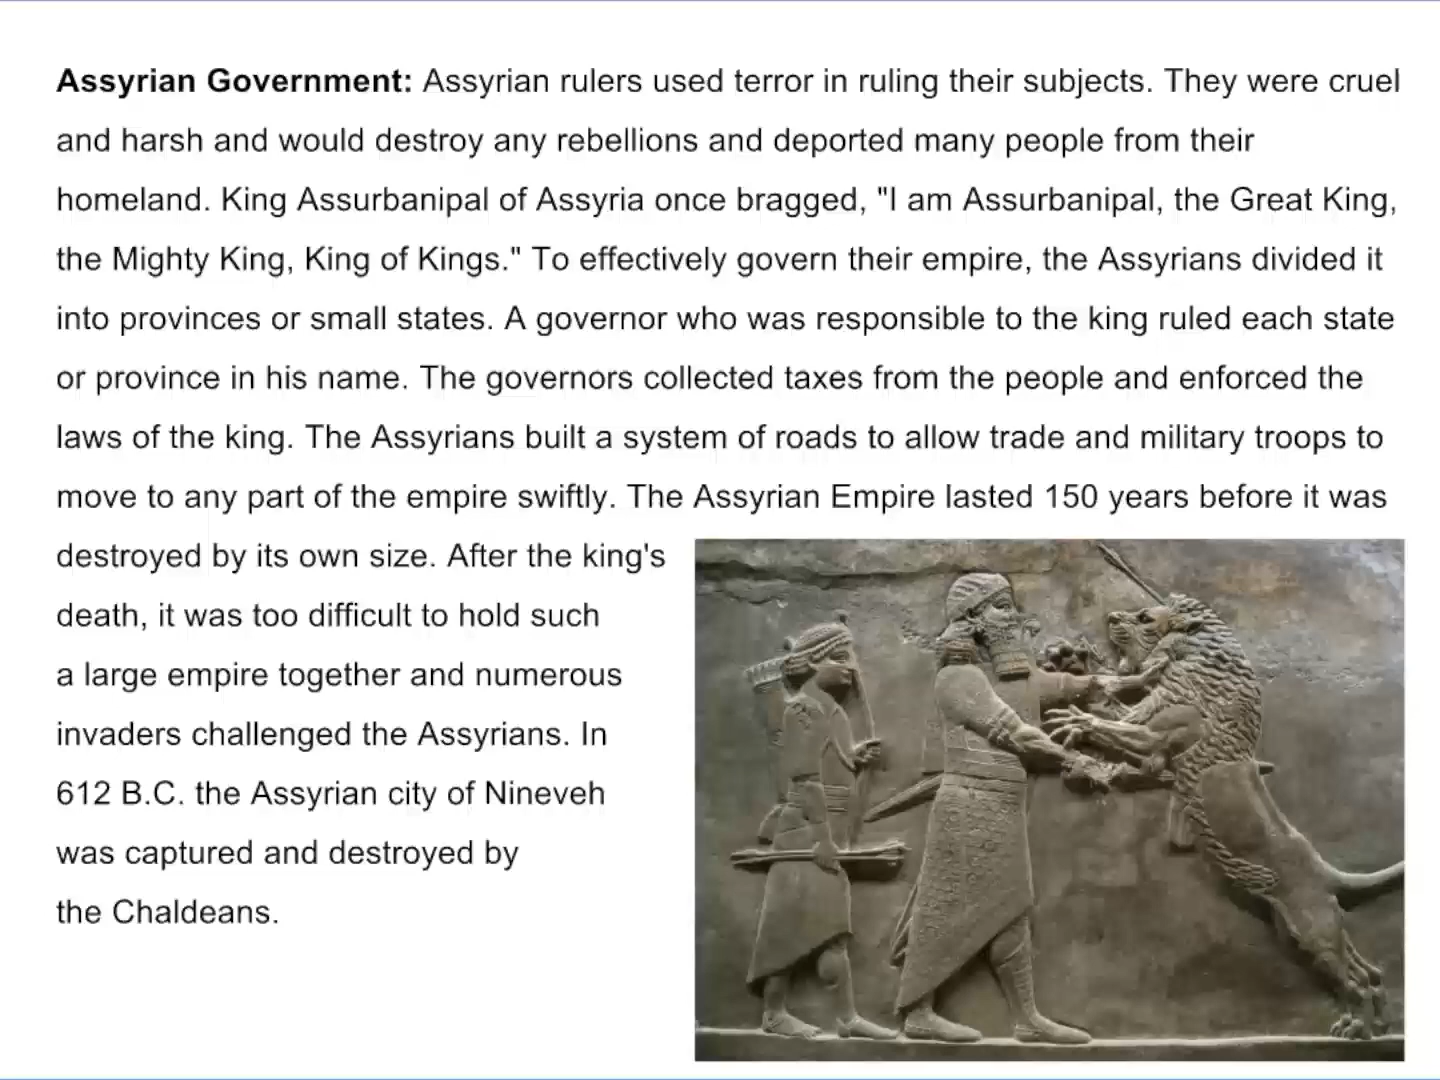 Assyrian Government: Assyrian rulers used terror in ruling their subjects. They were cruel
and harsh and would destroy any rebellions and deported many people from their
homeland. King Assurbanipal of Assyria once bragged, "I am Assurbanipal, the Great King,
the Mighty King, King of Kings." To effectively govern their empire, the Assyrians divided it
into provinces or small states. A governor who was responsible to the king ruled each state
or province in his name. The governors collected taxes from the people and enforced the
laws of the king. The Assyrians built a system of roads to allow trade and military troops to
move to any part of the empire swiftly. The Assyrian Empire lasted 150 years before it was
destroyed by its own size. After the king's
death, it was too difficult to hold such
a large empire together and numerous
invaders challenged the Assyrians. In
612 B.C. the Assyrian city of Nineveh
was captured and destroyed by
the Chaldeans.